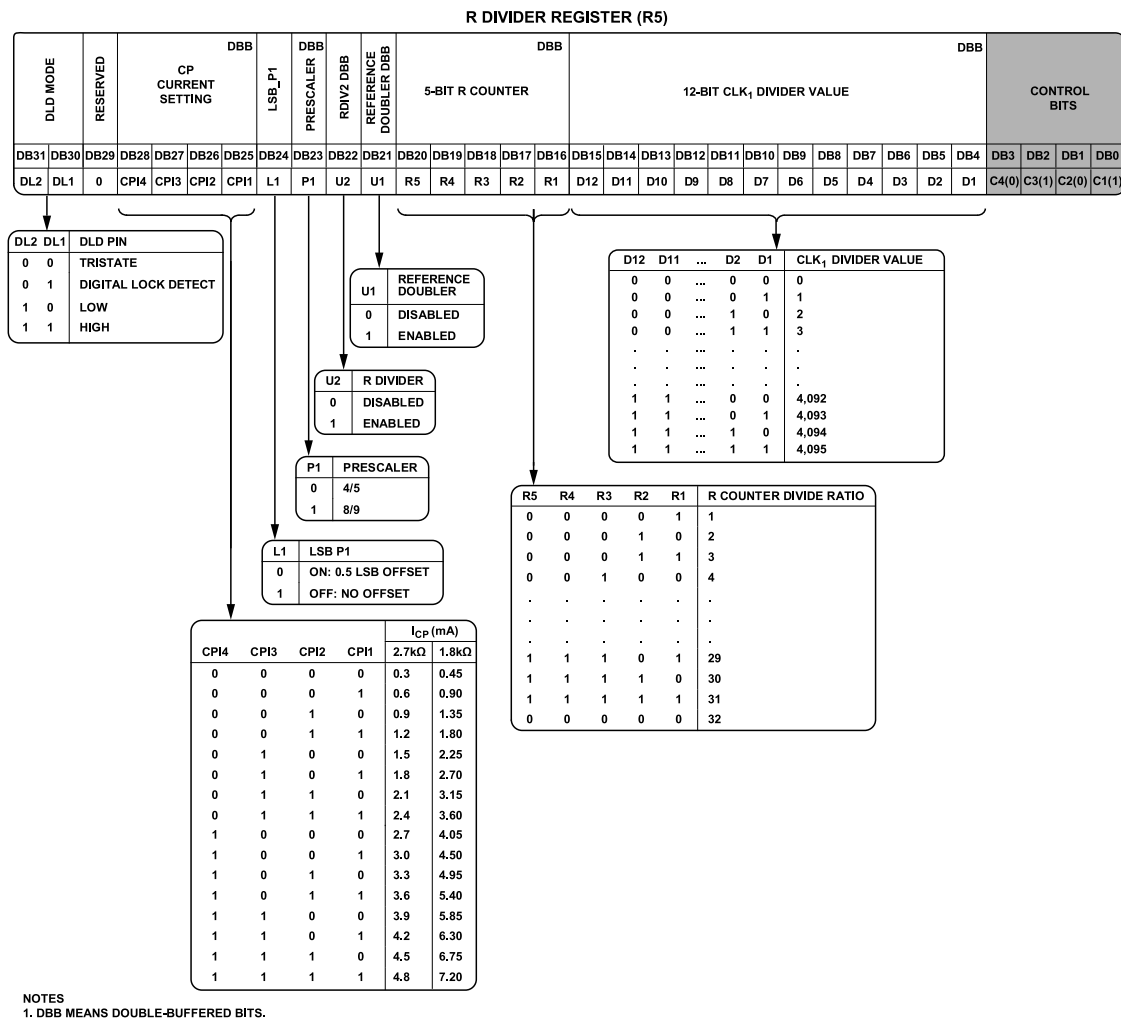 R DIVIDER REGISTER (R5)
DLD MODE
RESERVED
DBB
CP
CURRENT
SETTING
LSB_P1
DBB
PRESCALER
RDIV2 DBB
REFERENCE
DOUBLER DBB
DBB
5-BIT R COUNTER
DBB
12-BIT CLK₁ DIVIDER VALUE
CONTROL
BITS
DB31 DB30 DB29 DB28 DB27 DB26 DB25 DB24 DB23 DB22 DB21 DB20 DB19 DB18 DB17 DB16 DB15 DB14 DB13 DB12 DB11 DB10 DB9 DB8 DB7 DB6 DB5 DB4 DB3 DB2 DB1 DB0
DL2 DL1 0 CPI4 CPI3 CPI2 CPI1 L1 P1 U2 U1 R5 R4 R3 R2 R1 D12 D11 D10 D9 D8 D7 D6 D5 D4 D3 D2 D1 C4(0) C3(1) C2(0) C1(1)
DL2 DL1 DLD PIN
0 0 TRISTATE
0 1 DIGITAL LOCK DETECT
1 0 LOW
1 1 HIGH
U1 REFERENCE
DOUBLER
0 DISABLED
1 ENABLED
D12 D11 ... D2 D1 CLK₁ DIVIDER VALUE
0 0 ... 0 0 0
0 0 ... 0 1 1
0 0 ... 1 0 2
0 0 ... 1 1 3
. . ... . . .
. . ... . . .
. . ... . . .
1 1 ... 0 0 4,092
1 1 ... 0 1 4,093
1 1 ... 1 0 4,094
1 1 ... 1 1 4,095
U2 R DIVIDER
0 DISABLED
1 ENABLED
P1 PRESCALER
0 4/5
1 8/9
R5 R4 R3 R2 R1 R COUNTER DIVIDE RATIO
0 0 0 0 1 1
0 0 0 1 0 2
0 0 0 1 1 3
0 0 1 0 0 4
. . . . . .
. . . . . .
. . . . . .
1 1 1 0 1 29
1 1 1 1 0 30
1 1 1 1 1 31
0 0 0 0 0 32
L1 LSB P1
0 ON: 0.5 LSB OFFSET
1 OFF: NO OFFSET
I_CP (mA)
CPI4 CPI3 CPI2 CPI1 2.7kΩ 1.8kΩ
0 0 0 0 0.3 0.45
0 0 0 1 0.6 0.90
0 0 1 0 0.9 1.35
0 0 1 1 1.2 1.80
0 1 0 0 1.5 2.25
0 1 0 1 1.8 2.70
0 1 1 0 2.1 3.15
0 1 1 1 2.4 3.60
1 0 0 0 2.7 4.05
1 0 0 1 3.0 4.50
1 0 1 0 3.3 4.95
1 0 1 1 3.6 5.40
1 1 0 0 3.9 5.85
1 1 0 1 4.2 6.30
1 1 1 0 4.5 6.75
1 1 1 1 4.8 7.20
NOTES
1. DBB MEANS DOUBLE-BUFFERED BITS.